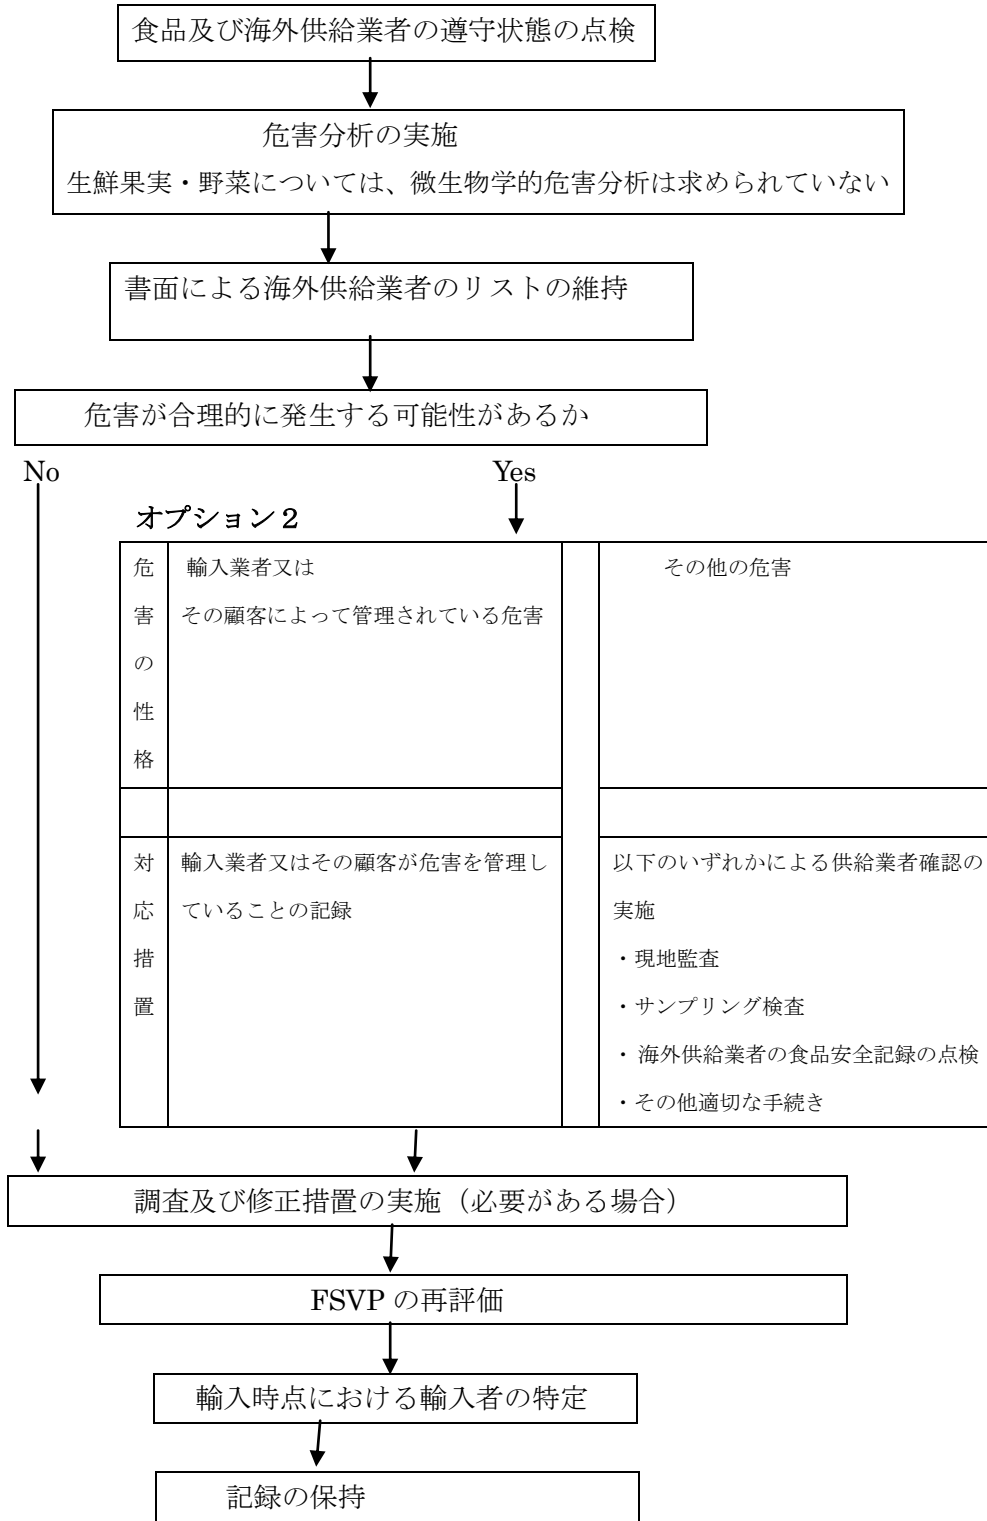 食品及び海外供給業者の遵守状態の点検
危害分析の実施
生鮮果実・野菜については、微生物学的危害分析は求められていない
書面による海外供給業者のリストの維持
危害が合理的に発生する可能性があるか
No
Yes
オプション２
危害の性格
輸入業者又は
その顧客によって管理されている危害
その他の危害
対応措置
輸入業者又はその顧客が危害を管理し
ていることの記録
以下のいずれかによる供給業者確認の
実施
・現地監査
・サンプリング検査
・海外供給業者の食品安全記録の点検
・その他適切な手続き
調査及び修正措置の実施（必要がある場合）
FSVP の再評価
輸入時点における輸入者の特定
記録の保持